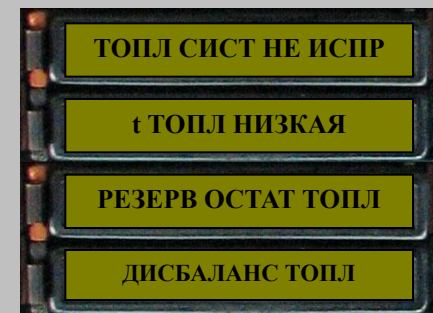 ТОПЛ СИСТ НЕ ИСПР
t ТОПЛ НИЗКАЯ
РЕЗЕРВ ОСТАТ ТОПЛ
ДИСБАЛАНС ТОПЛ